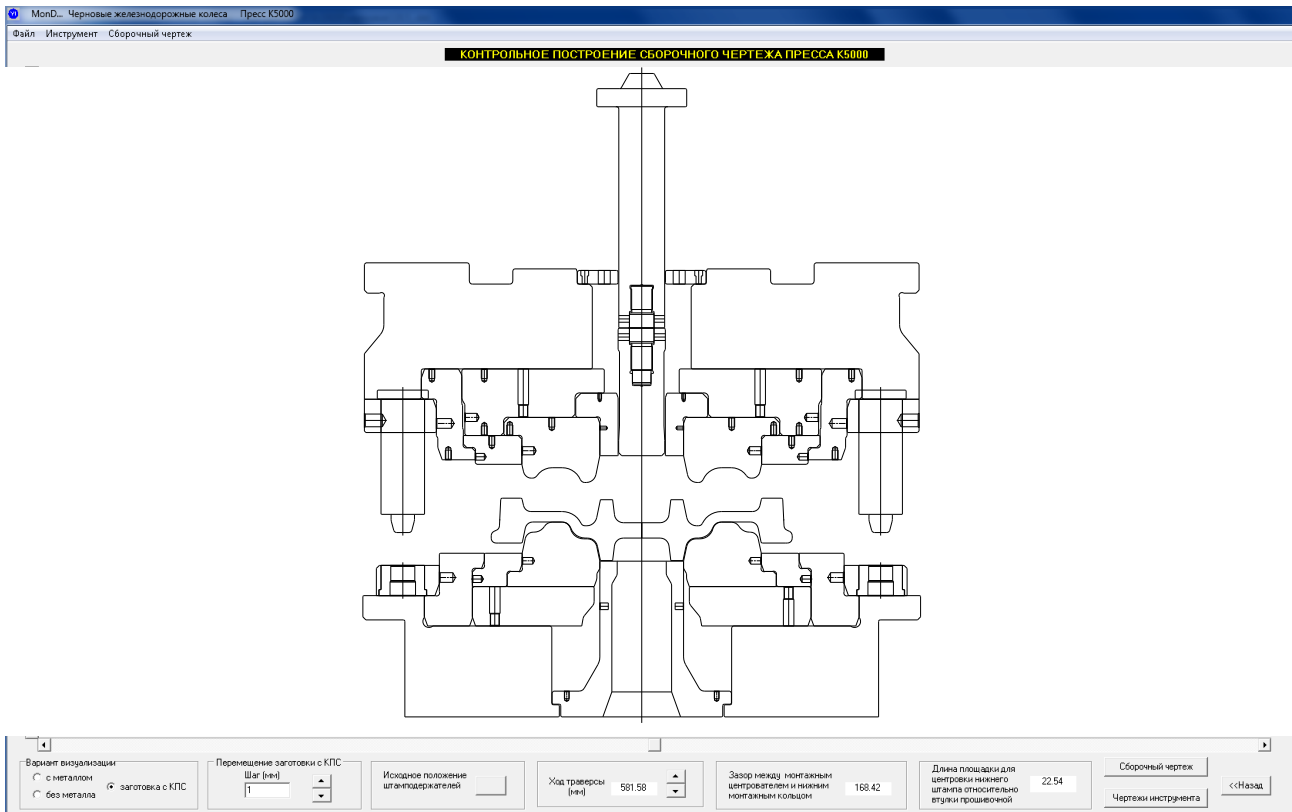 YI MonD... Черновые железнодорожные колеса Пресс K5000
Файл Инструмент Сборочный чертеж
КОНТРОЛЬНОЕ ПОСТРОЕНИЕ СБОРОЧНОГО ЧЕРТЕЖА ПРЕССА К5000
Вариант визуализации
с металлом
без металла
заготовка с КПС
Перемещение заготовки с КПС
Шаг (мм)
1
Исходное положение
штамподержателей
Ход траверсы
(мм)
581.58
Зазор между монтажным
центрователем и нижним
монтажным кольцом
168.42
Длина площадки для
центровки нижнего
штампа относительно
втулки прошивочной
22.54
Сборочный чертеж
Чертежи инструмента
<<Назад